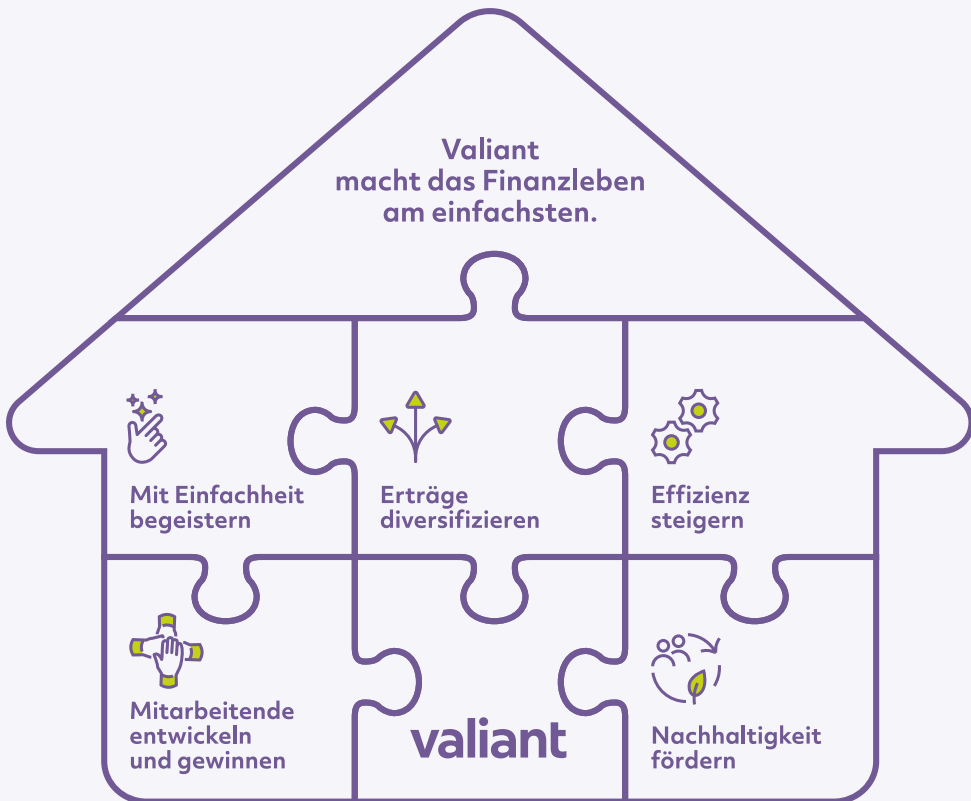 Valiant
macht das Finanzleben
am einfachsten.
Mit Einfachheit
begeistern
Erträge
diversifizieren
Effizienz
steigern
Mitarbeitende
entwickeln
und gewinnen
valiant
Nachhaltigkeit
fördern